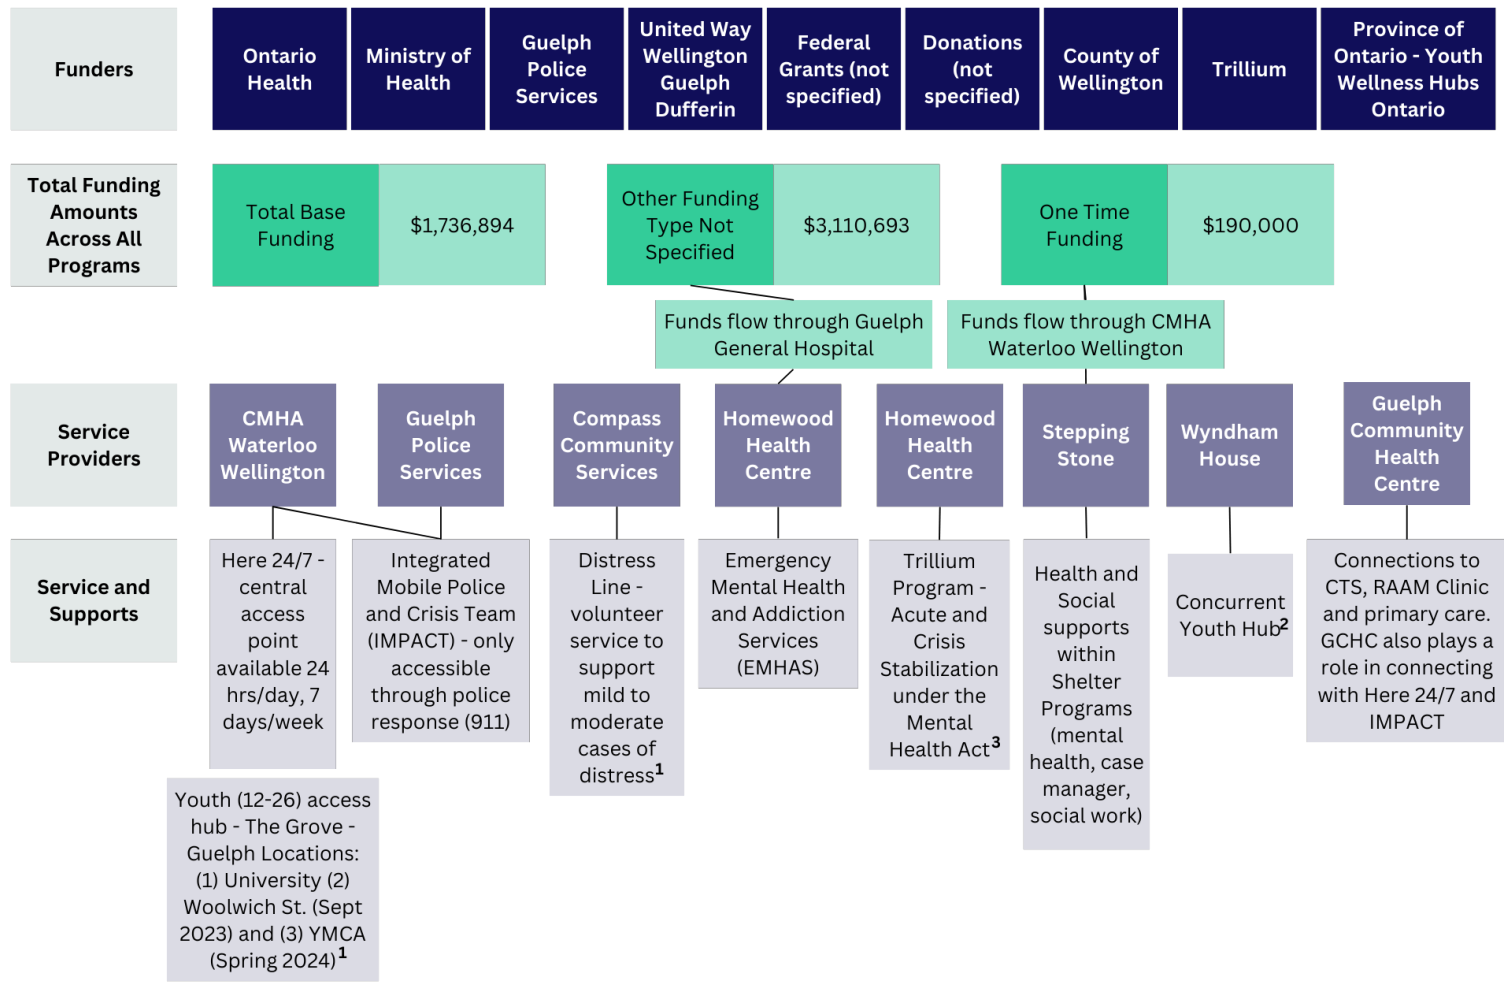 Funders
Ontario
Health
Ministry of
Health
Guelph
Police
Services
United Way
Wellington
Guelph
Dufferin
Federal
Grants (not
specified)
Donations
(not
specified)
County of
Wellington
Trillium
Province of
Ontario - Youth
Wellness Hubs
Ontario
Total Funding
Amounts
Across All
Programs
Total Base
Funding
$1,736,894
Other Funding
Type Not
Specified
$3,110,693
One Time
Funding
$190,000
Funds flow through Guelph
General Hospital
Funds flow through CMHA
Waterloo Wellington
Service
Providers
CMHA
Waterloo
Wellington
Guelph
Police
Services
Compass
Community
Services
Homewood
Health
Centre
Homewood
Health
Centre
Stepping
Stone
Wyndham
House
Guelph
Community
Health
Centre
Service and
Supports
Here 24/7 -
central
access
point
available 24
hrs/day, 7
days/week
Integrated
Mobile Police
and Crisis Team
(IMPACT) - only
accessible
through police
response (911)
Distress
Line -
volunteer
service to
support
mild to
moderate
cases of
distress1
Emergency
Mental Health
and Addiction
Services
(EMHAS)
Trillium
Program -
Acute and
Crisis
Stabilization
under the
Mental
Health Act3
Health and
Social
supports
within
Shelter
Programs
(mental
health, case
manager,
social work)
Concurrent
Youth Hub2
Connections to
CTS, RAAM Clinic
and primary care.
GCHC also plays a
role in connecting
with Here 24/7 and
IMPACT
Youth (12-26) access
hub - The Grove -
Guelph Locations:
(1) University (2)
Woolwich St. (Sept
2023) and (3) YMCA
(Spring 2024)1